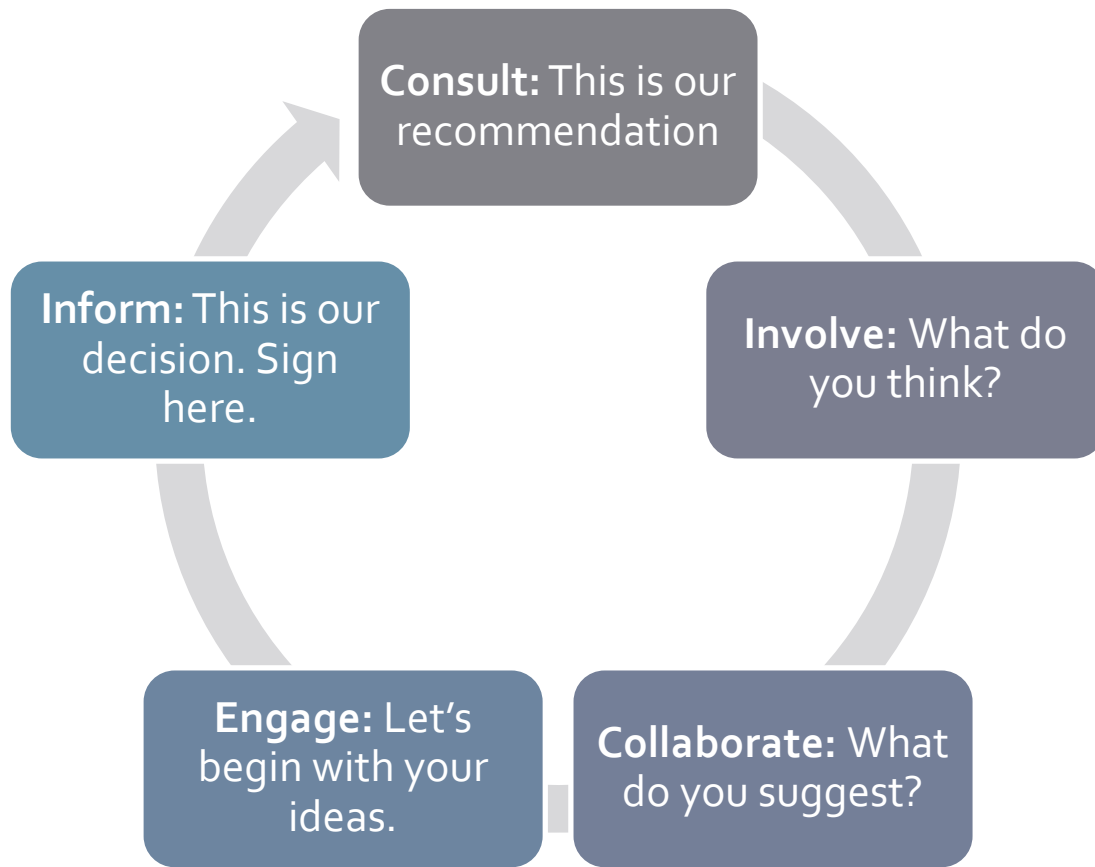 Consult: This is our
recommendation
Involve: What do
you think?
Collaborate: What
do you suggest?
Engage: Let’s
begin with your
ideas.
Inform: This is our
decision. Sign
here.